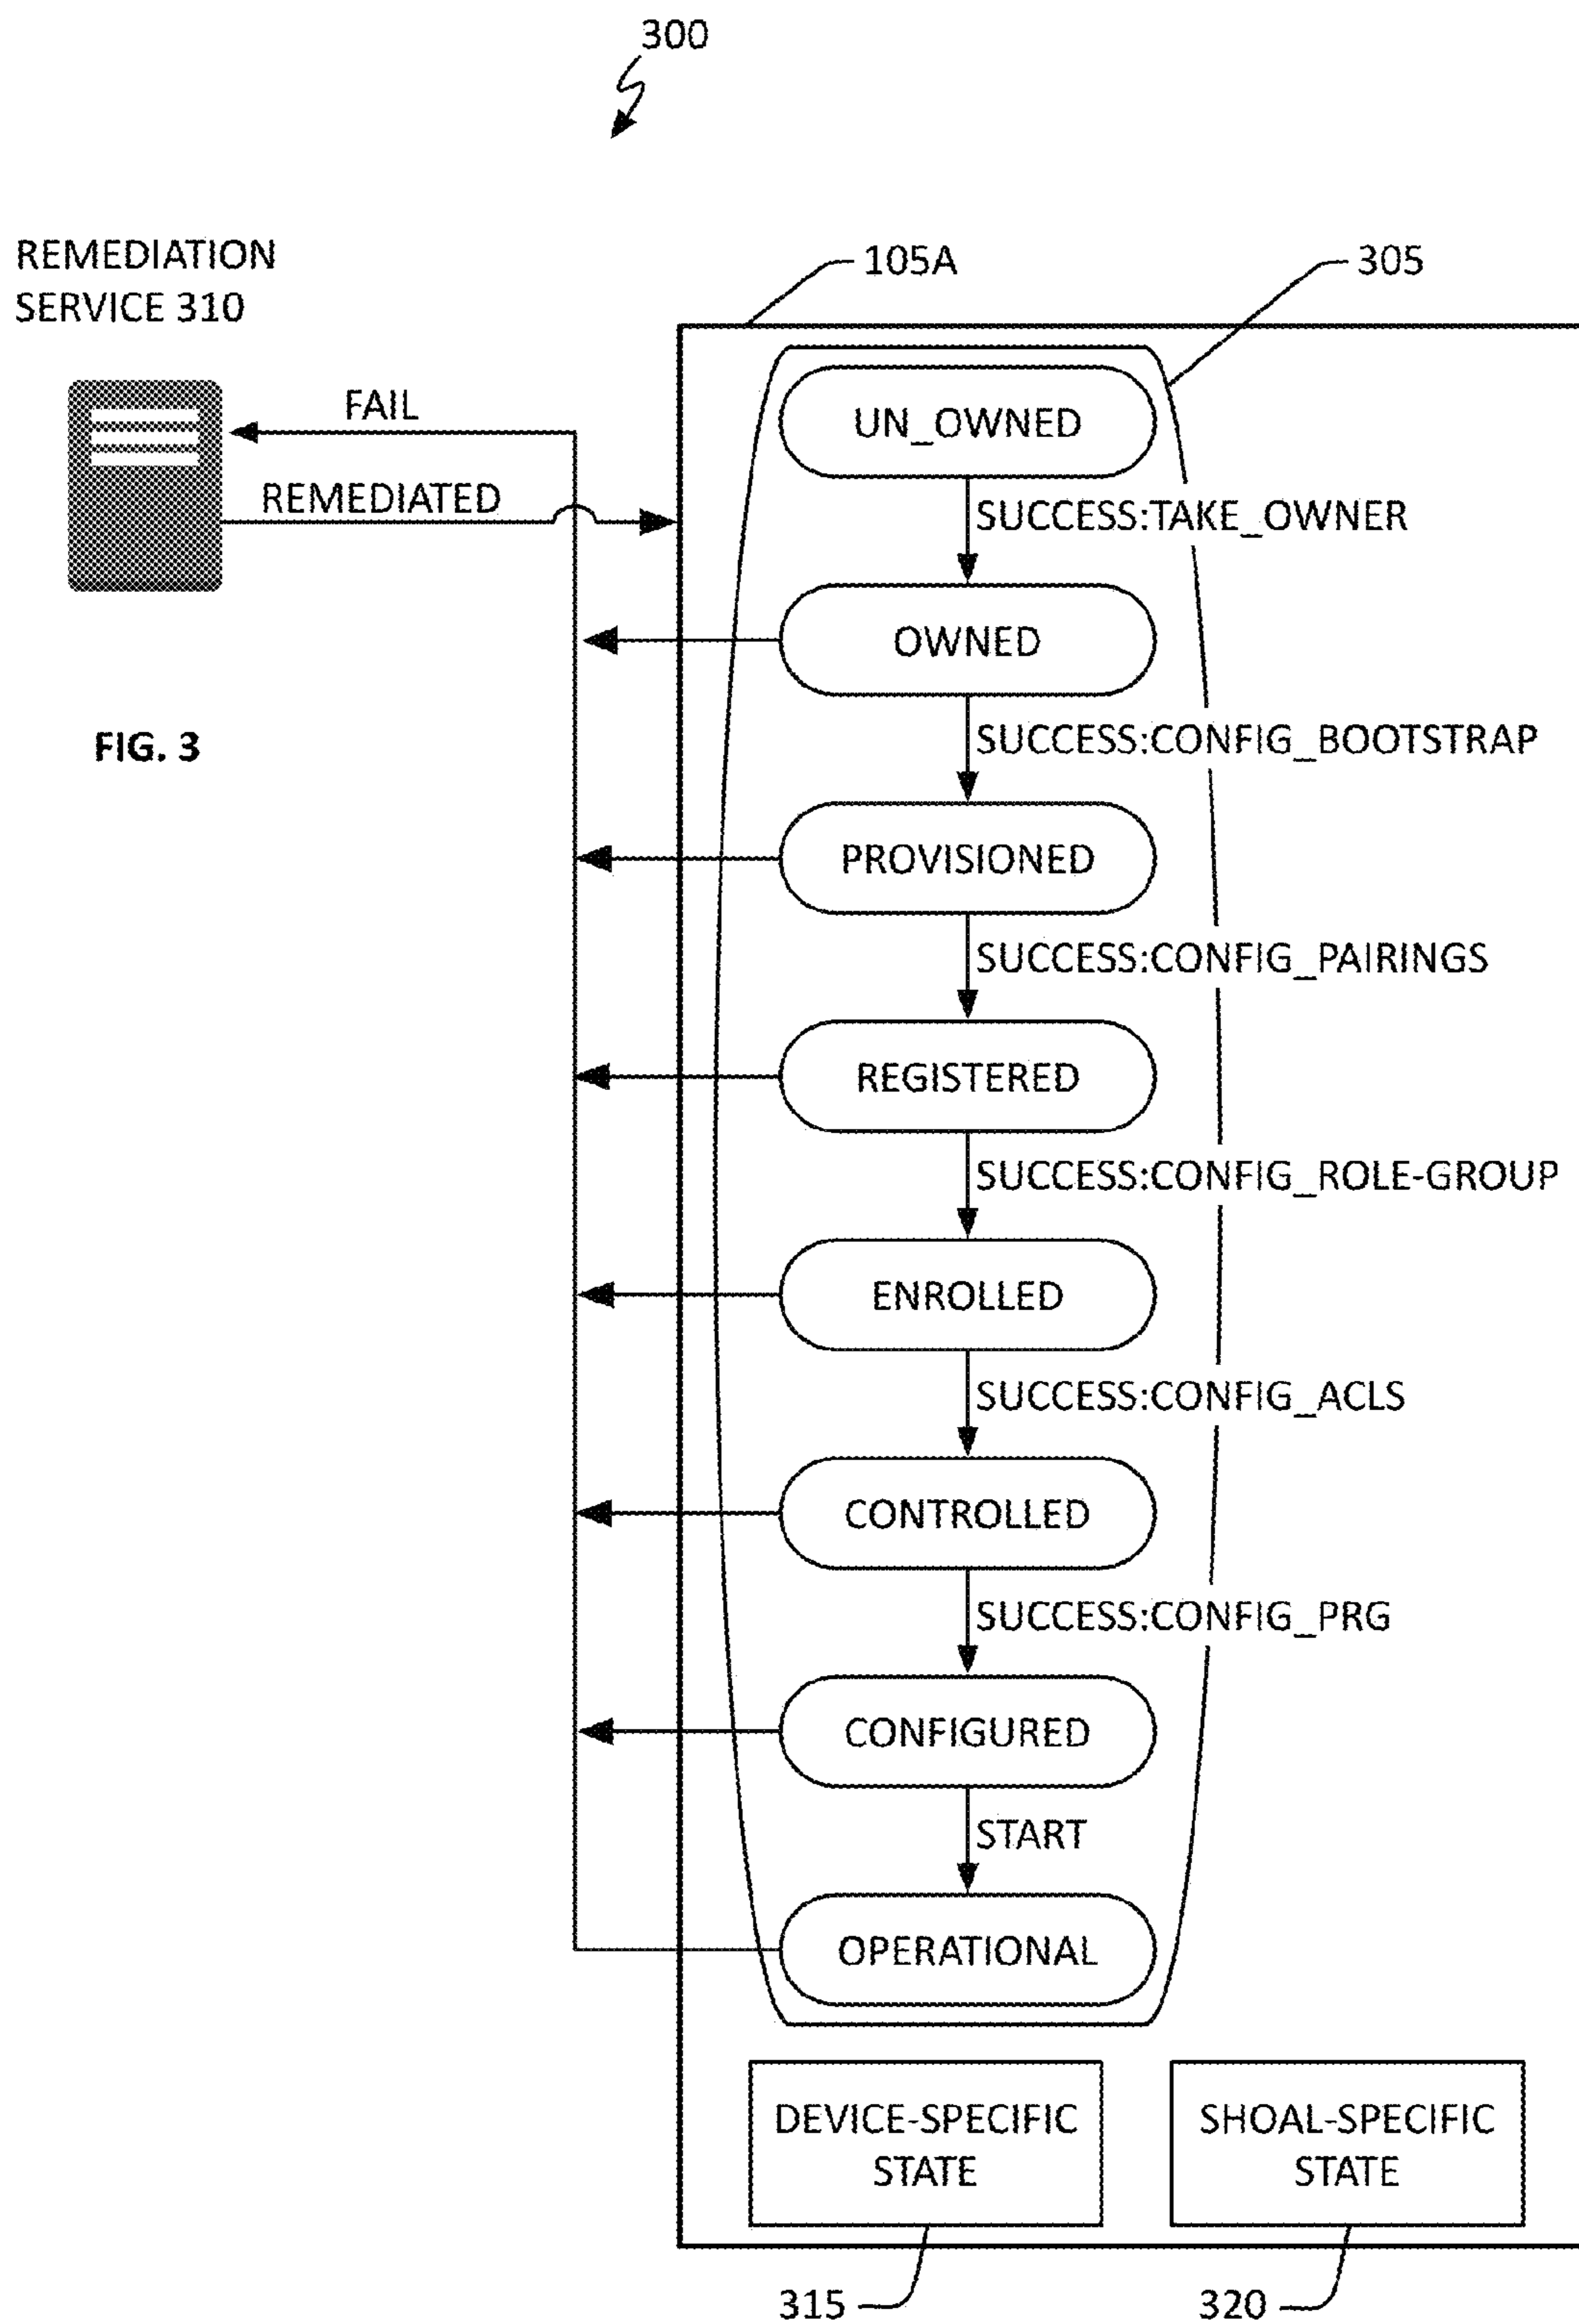 300
REMEDIATION
SERVICE 310
105A
305
FAIL
REMEDIATED
UN_OWNED
SUCCESS:TAKE_OWNER
OWNED
SUCCESS:CONFIG_BOOTSTRAP
FIG. 3
PROVISIONED
SUCCESS:CONFIG_PAIRINGS
REGISTERED
SUCCESS:CONFIG_ROLE-GROUP
ENROLLED
SUCCESS:CONFIG_ACLS
CONTROLLED
SUCCESS:CONFIG_PRG
CONFIGURED
START
OPERATIONAL
DEVICE-SPECIFIC
STATE
SHOAL-SPECIFIC
STATE
315
320